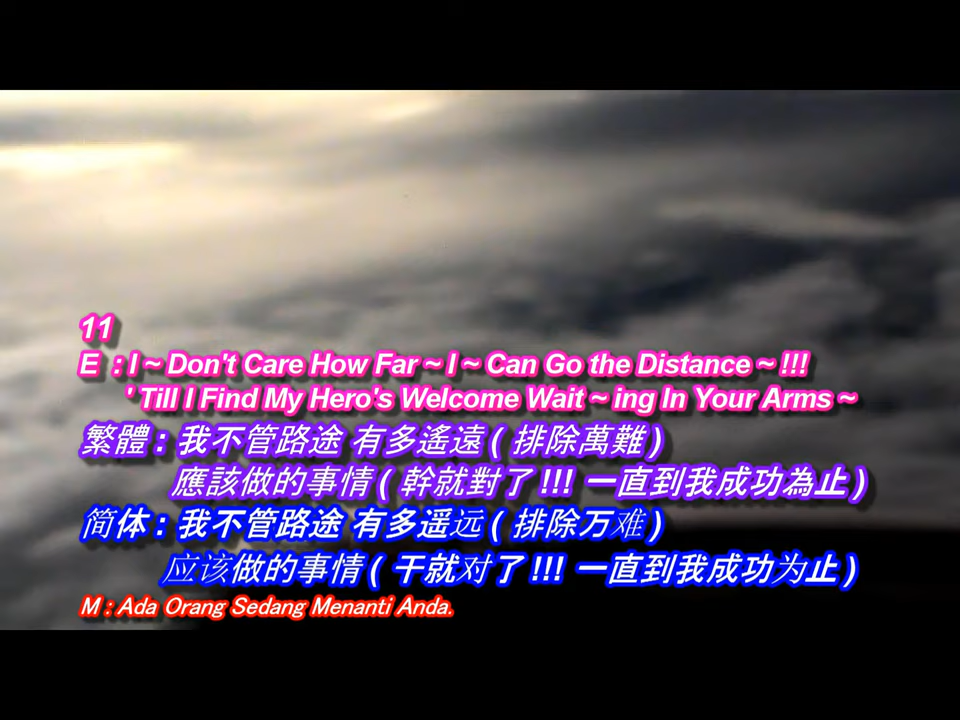 11
E : I ~ Don't Care How Far ~ I ~ Can Go the Distance ~ !!!
' Till I Find My Hero's Welcome Wait ~ ing In Your Arms ~
繁體 : 我不管路途 有多遙遠 ( 排除萬難 )
應該做的事情 ( 幹就對了 !!! 一直到我成功為止 )
简体 : 我不管路途 有多遥远 ( 排除万难 )
应该做的事情 ( 干就对了 !!! 一直到我成功为止 )
M : Ada Orang Sedang Menanti Anda.